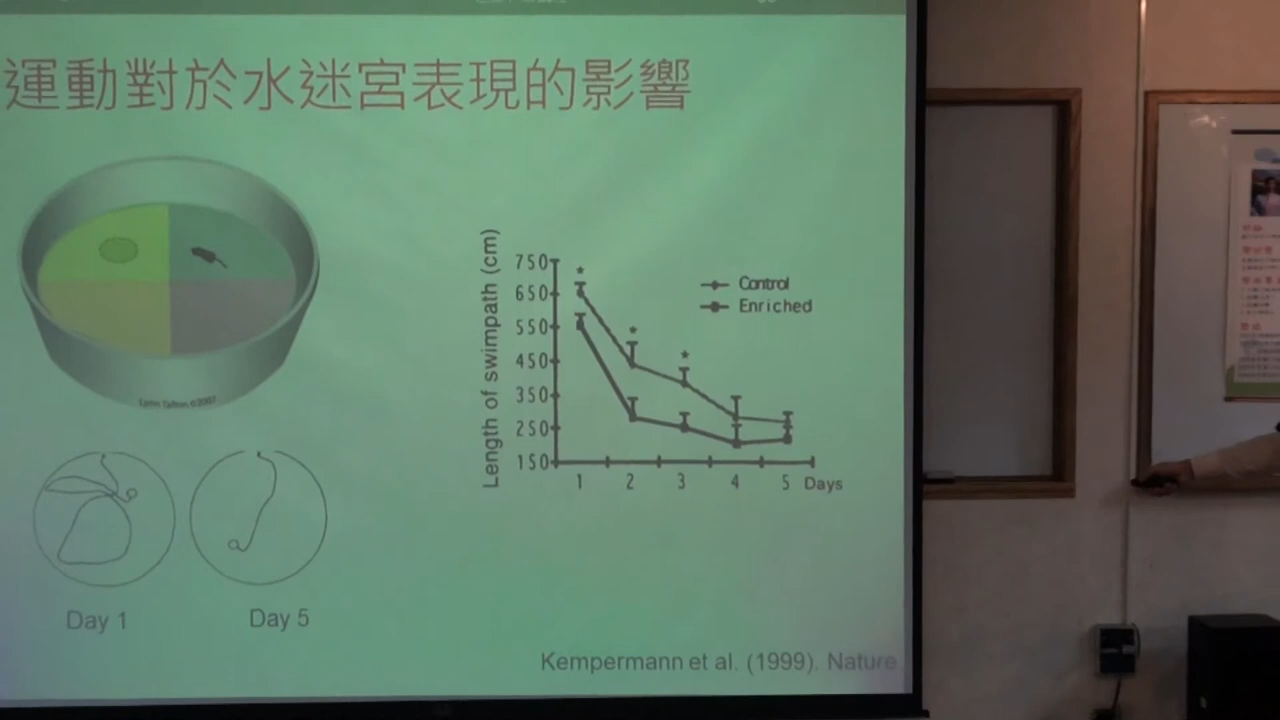 運動對於水迷宮表現的影響
Length of swimpath (cm)
750
650
550
450
350
250
150
*
*
*
Control
Enriched
1 2 3 4 5 Days
Day 1
Day 5
Kempermann et al. (1999). Nature